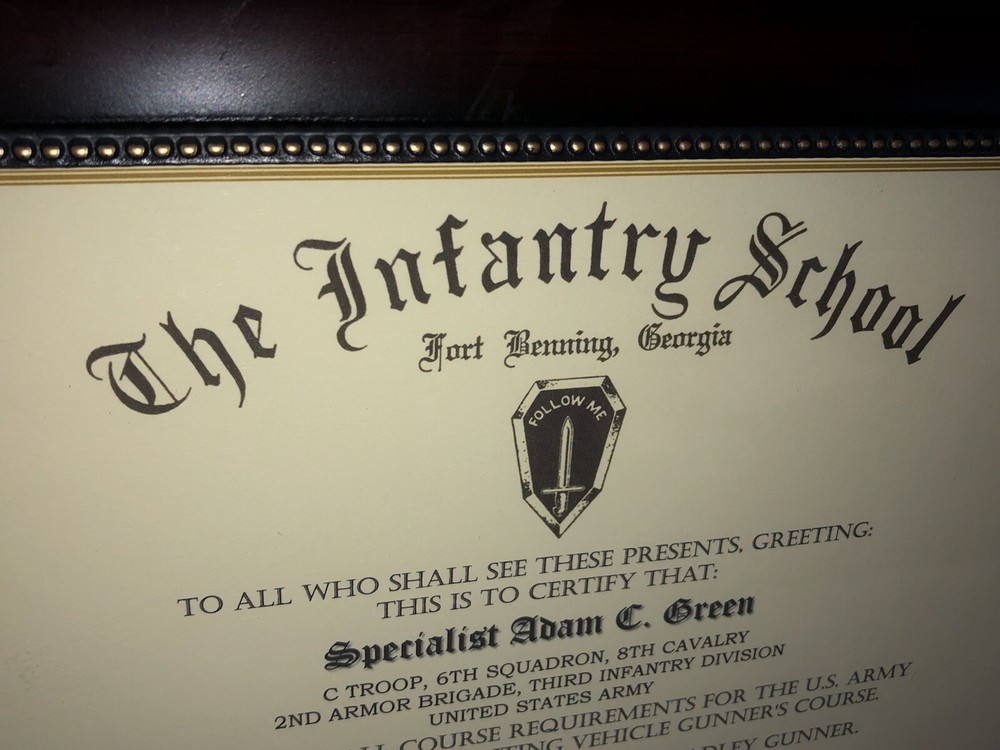 The Infantry School
Fort Benning, Georgia
FOLLOW ME
TO ALL WHO SHALL SEE THESE PRESENTS, GREETING:
THIS IS TO CERTIFY THAT:
Specialist Adam C. Green
C TROOP, 6TH SQUADRON, 8TH CAVALRY
2ND ARMOR BRIGADE, THIRD INFANTRY DIVISION
UNITED STATES ARMY
COURSE REQUIREMENTS FOR THE U.S. ARMY
VEHICLE GUNNER'S COURSE.
GUNNER.